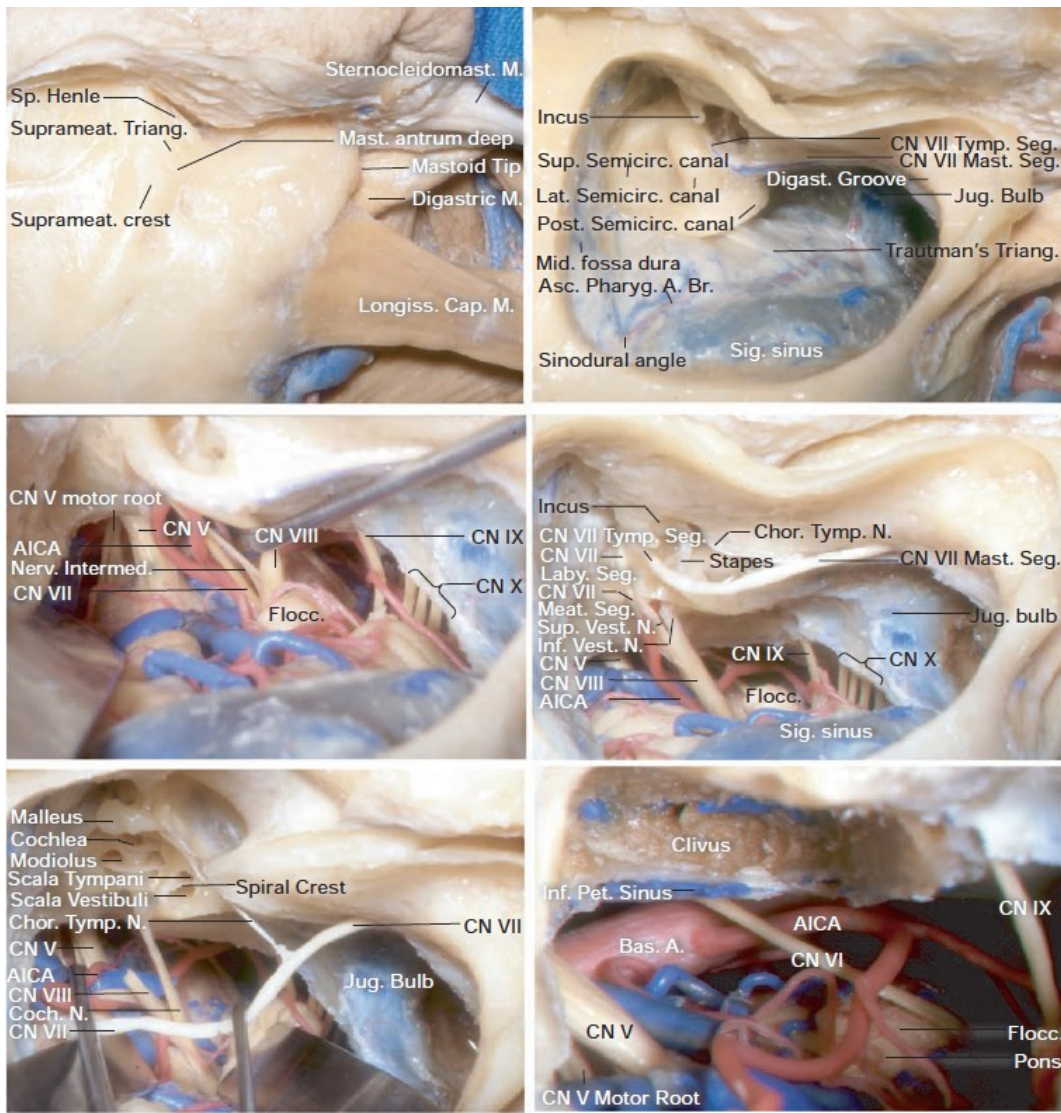 Sternocleidomast. M.
Sp. Henle
Suprameat. Triang.
Mast. antrum deep
Mastoid Tip
Digastric M.
Suprameat. crest
Longiss. Cap. M.
Incus
CN VII Tymp. Seg.
CN VII Mast. Seg.
Sup. Semicirc. canal
Digast. Groove
Lat. Semicirc. canal
Jug. Bulb
Post. Semicirc. canal
Trautman's Triang.
Mid. fossa dura
Asc. Pharyg. A. Br.
Sig. sinus
Sinodural angle
CN V motor root
CN V
CN VIII
CN IX
AICA
Nerv. Intermed.
CN VII
CN X
Flocc.
Incus
Chor. Tymp. N.
CN VII Tymp. Seg.
CN VII
Stapes
CN VII Mast. Seg.
Laby. Seg.
CN VII
Meat. Seg.
Jug. bulb
Sup. Vest. N.
Inf. Vest. N.
CN V
CN IX
CN X
CN VIII
AICA
Flocc.
Sig. sinus
Malleus
Cochlea
Modiolus
Scala Tympani
Spiral Crest
Scala Vestibuli
Chor. Tymp. N.
CN VII
CN V
AICA
Jug. Bulb
CN VIII
Coch. N.
CN VII
Clivus
Inf. Pet. Sinus
CN IX
AICA
Bas. A.
CN VI
CN V
Flocc.
Pons
CN V Motor Root